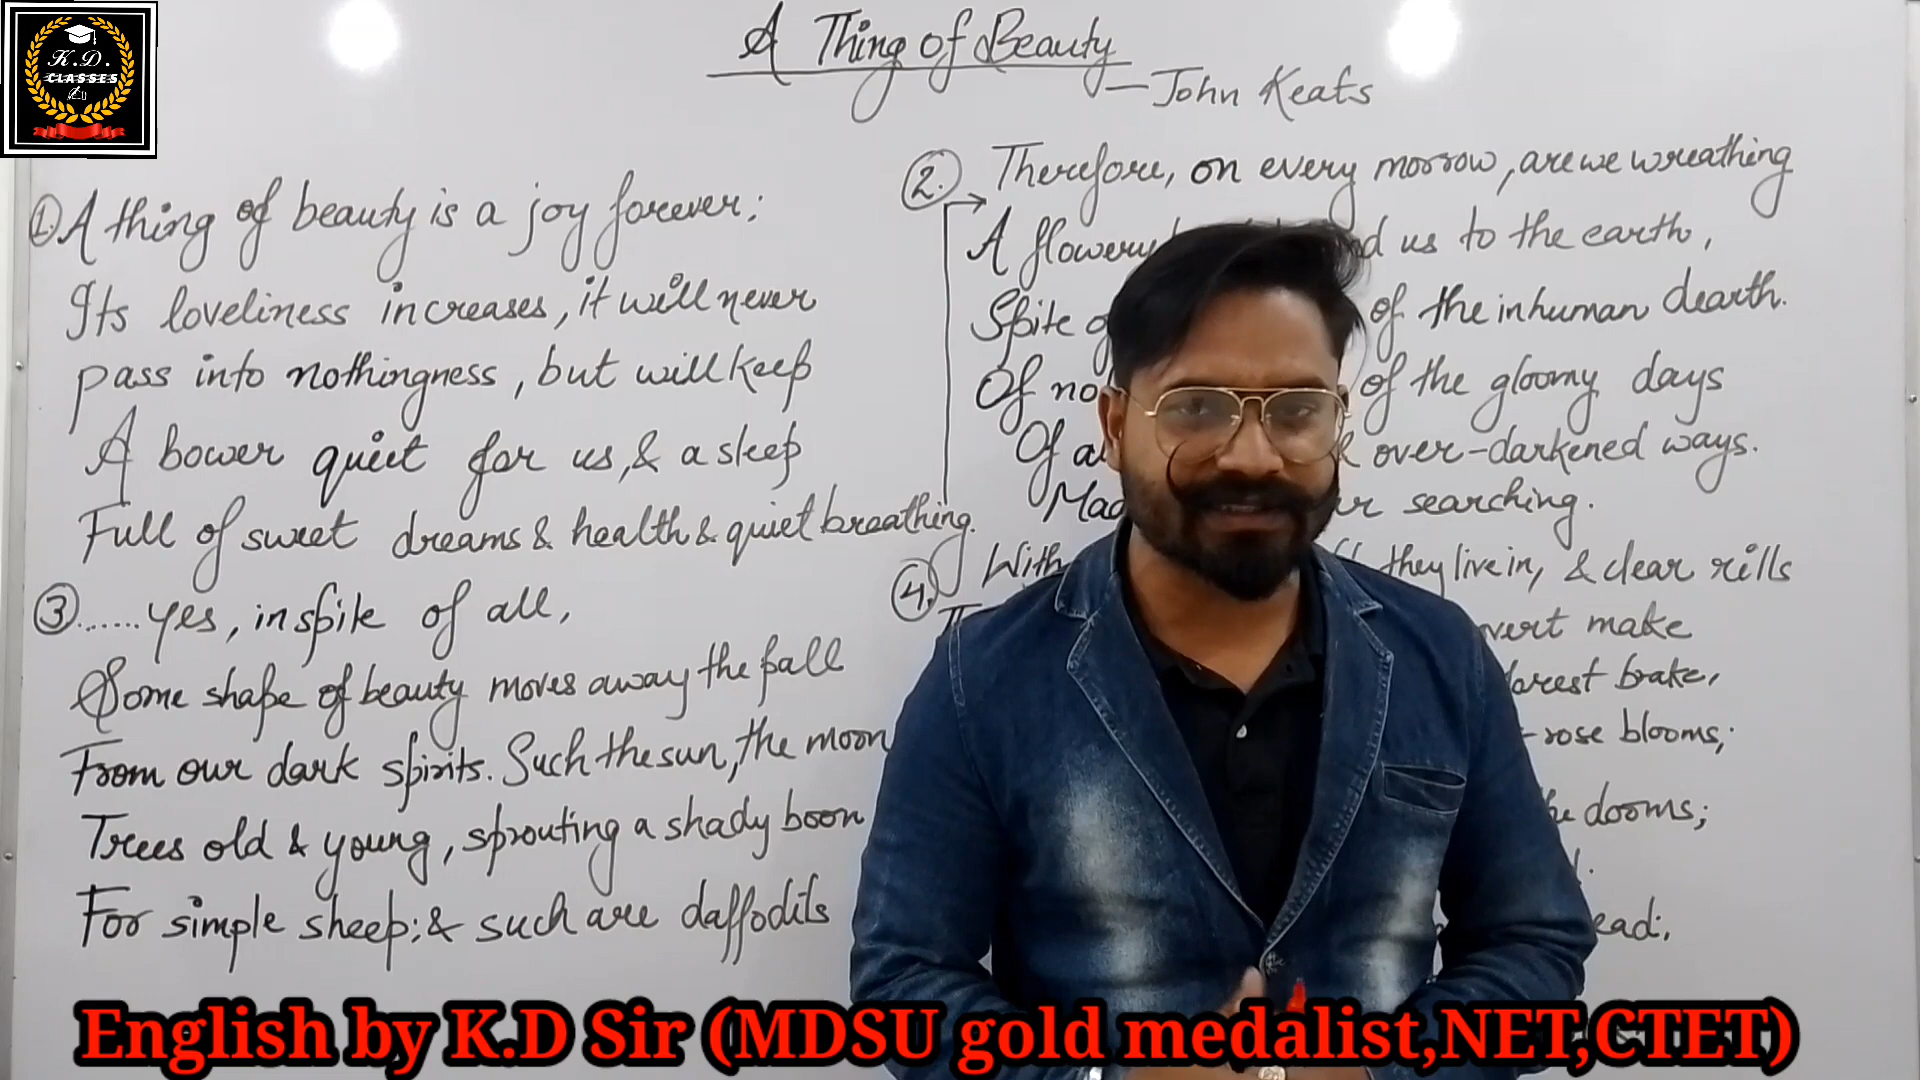 K.D.
CLASSES
A Thing of Beauty
— John Keats
1. A thing of beauty is a joy forever;
Its loveliness increases, it will never
pass into nothingness, but will keep
A bower quiet for us, & a sleep
Full of sweet dreams & health & quiet breathing.
2. Therefore, on every morrow, are we wreathing
A flowery us to the earth,
Spite of the inhuman dearth.
Of no of the gloomy days
Of al & over-darkened ways.
Mad searching.
3 ...... yes, in spite of all,
Some shape of beauty moves away the pall
From our dark spirits. Such the sun, the moon
Trees old & young, sprouting a shady boon
For simple sheep; & such are daffodils
4. With they live in, & clear rills
make
brake,
-rose blooms;
dooms;
English by K.D Sir (MDSU gold medalist,NET,CTET)